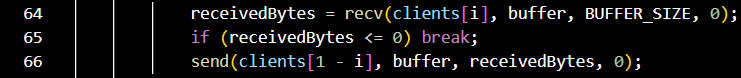 64 receivedBytes = recv(clients[i], buffer, BUFFER_SIZE, 0);
65 if (receivedBytes <= 0) break;
66 send(clients[1 - i], buffer, receivedBytes, 0);